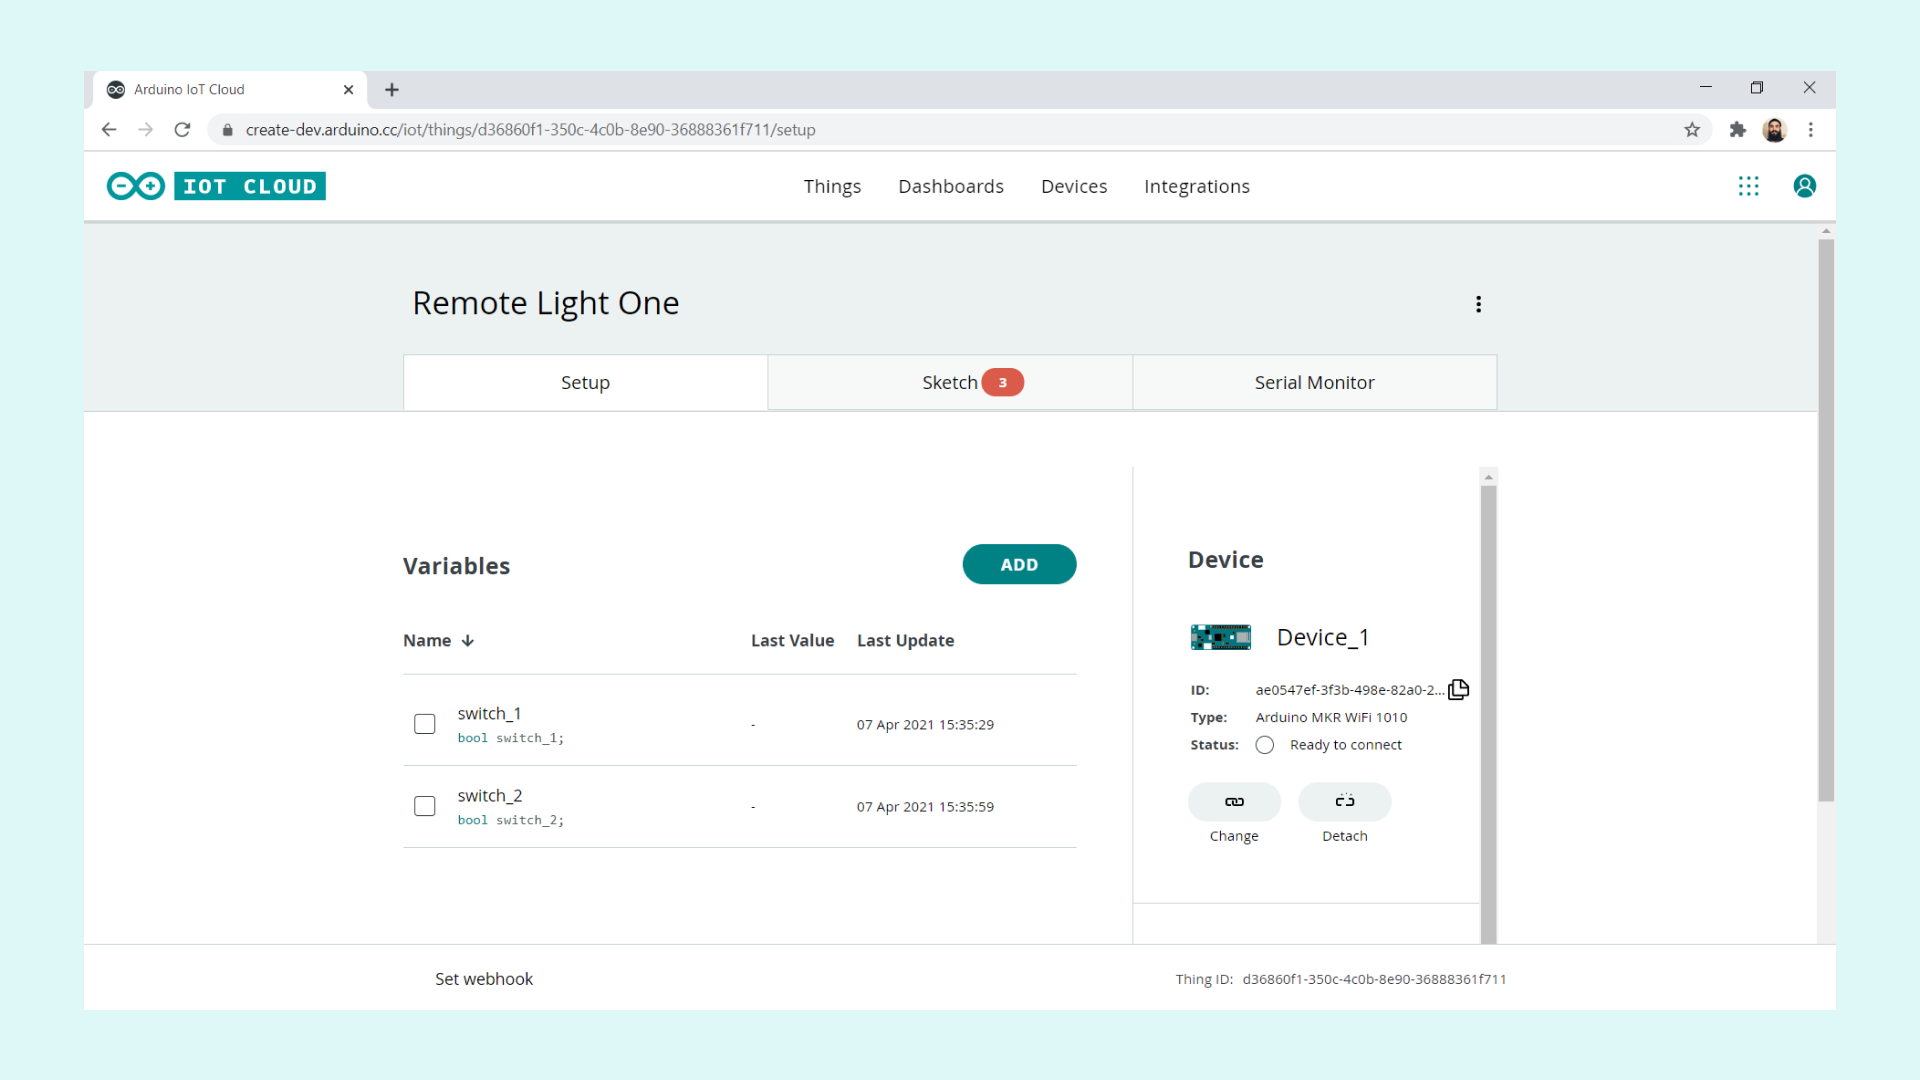 Arduino IoT Cloud
create-dev.arduino.cc/iot/things/d36860f1-350c-4c0b-8e90-36888361f711/setup
IOT CLOUD
Things Dashboards Devices Integrations
Remote Light One
Setup Sketch 3 Serial Monitor
Variables ADD
Name Last Value Last Update
switch_1
bool switch_1;
- 07 Apr 2021 15:35:29
switch_2
bool switch_2;
- 07 Apr 2021 15:35:59
Device
Device_1
ID: ae0547ef-3f3b-498e-82a0-2...
Type: Arduino MKR WiFi 1010
Status: Ready to connect
Change Detach
Set webhook
Thing ID: d36860f1-350c-4c0b-8e90-36888361f711